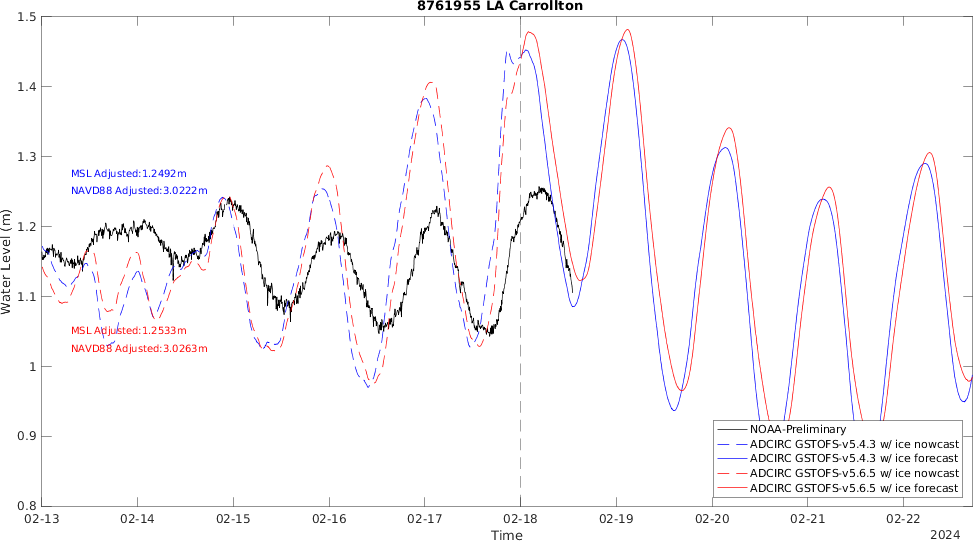 8761955 LA Carrollton
1.5
1.4
1.3
1.2
1.1
1
0.9
0.8
Water Level (m)
MSL Adjusted:1.2492m
NAVD88 Adjusted:3.0222m
MSL Adjusted:1.2533m
NAVD88 Adjusted:3.0263m
NOAA-Preliminary
ADCIRC GSTOFS-v5.4.3 w/ ice nowcast
ADCIRC GSTOFS-v5.4.3 w/ ice forecast
ADCIRC GSTOFS-v5.6.5 w/ ice nowcast
ADCIRC GSTOFS-v5.6.5 w/ ice forecast
02-13 02-14 02-15 02-16 02-17 02-18 02-19 02-20 02-21 02-22
Time
2024